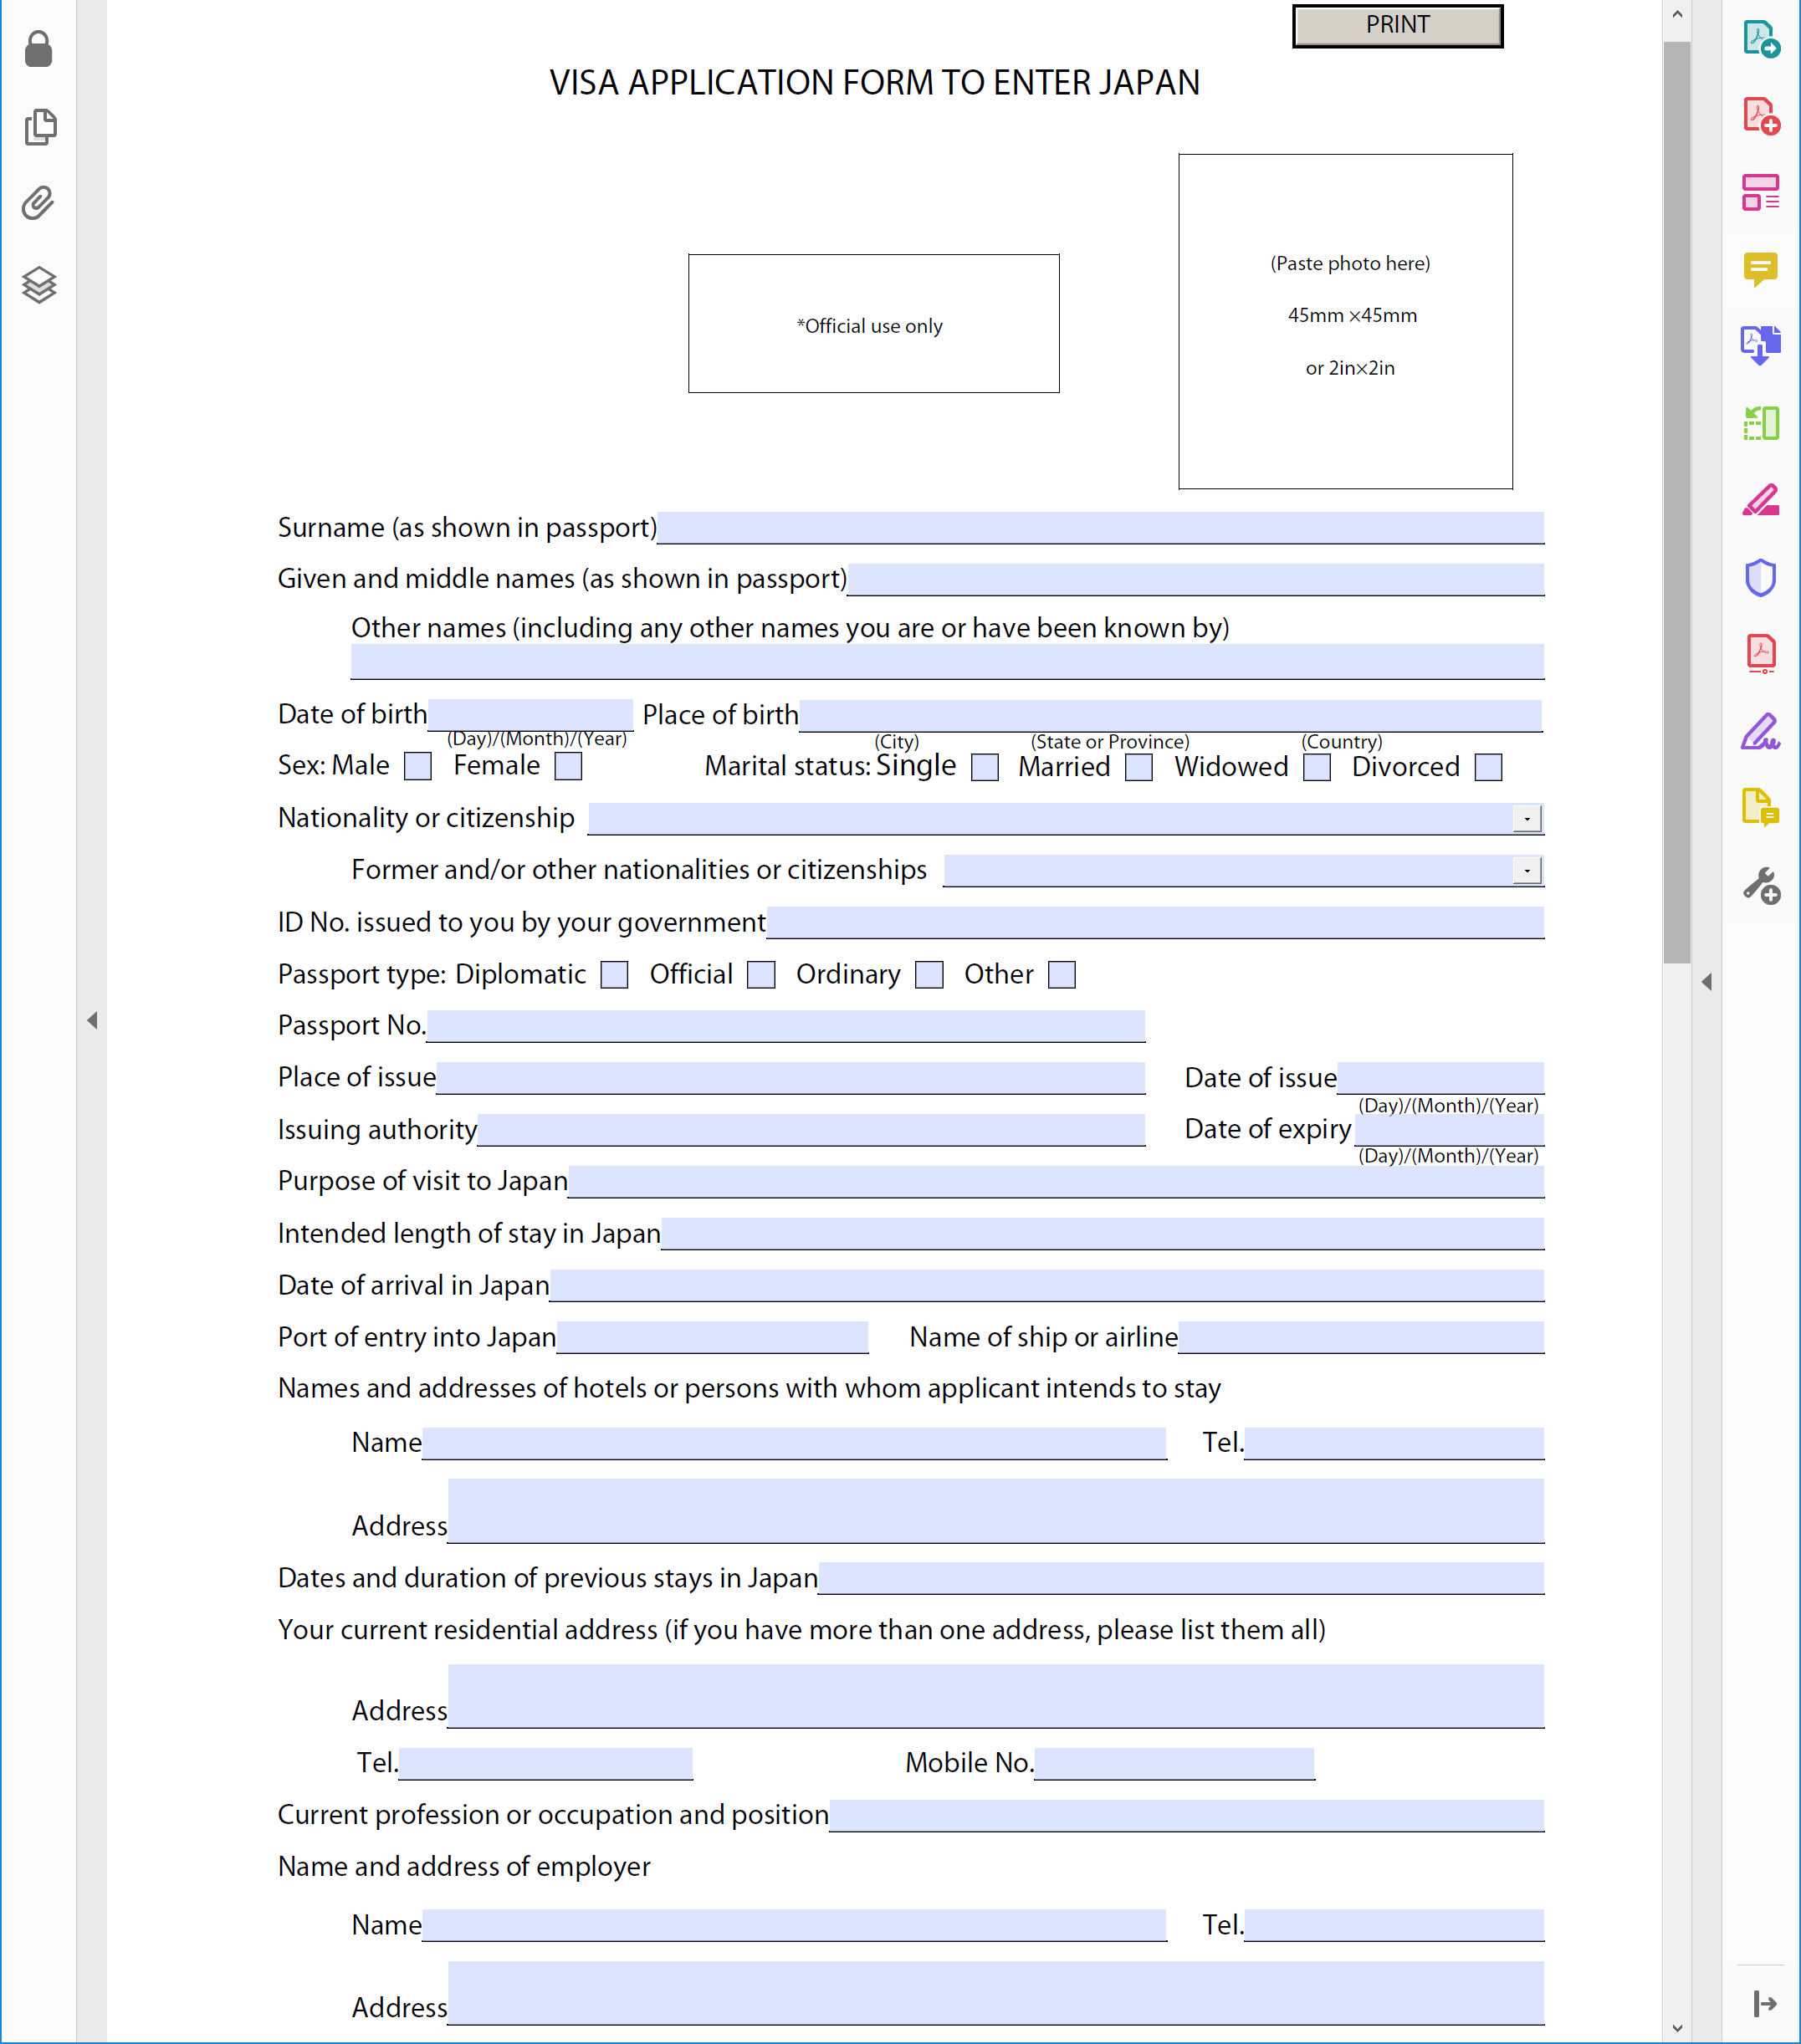 PRINT
VISA APPLICATION FORM TO ENTER JAPAN
(Paste photo here)
45mm ×45mm
or 2in×2in
*Official use only
Surname (as shown in passport)
Given and middle names (as shown in passport)
Other names (including any other names you are or have been known by)
Date of birth Place of birth
(Day)/(Month)/(Year) (City) (State or Province) (Country)
Sex: Male Female Marital status: Single Married Widowed Divorced
Nationality or citizenship
Former and/or other nationalities or citizenships
ID No. issued to you by your government
Passport type: Diplomatic Official Ordinary Other
Passport No.
Place of issue Date of issue
(Day)/(Month)/(Year)
Issuing authority Date of expiry
(Day)/(Month)/(Year)
Purpose of visit to Japan
Intended length of stay in Japan
Date of arrival in Japan
Port of entry into Japan Name of ship or airline
Names and addresses of hotels or persons with whom applicant intends to stay
Name Tel.
Address
Dates and duration of previous stays in Japan
Your current residential address (if you have more than one address, please list them all)
Address
Tel. Mobile No.
Current profession or occupation and position
Name and address of employer
Name Tel.
Address